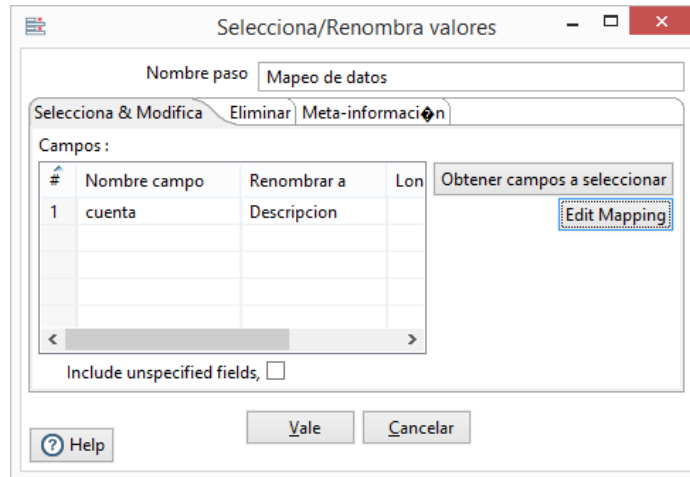 Selecciona/Renombra valores
Nombre paso Mapeo de datos
Selecciona & Modifica Eliminar Meta-informaci�n
Campos :
# Nombre campo Renombrar a Lon Obtener campos a seleccionar
1 cuenta Descripcion Edit Mapping
Include unspecified fields,
Help Vale Cancelar